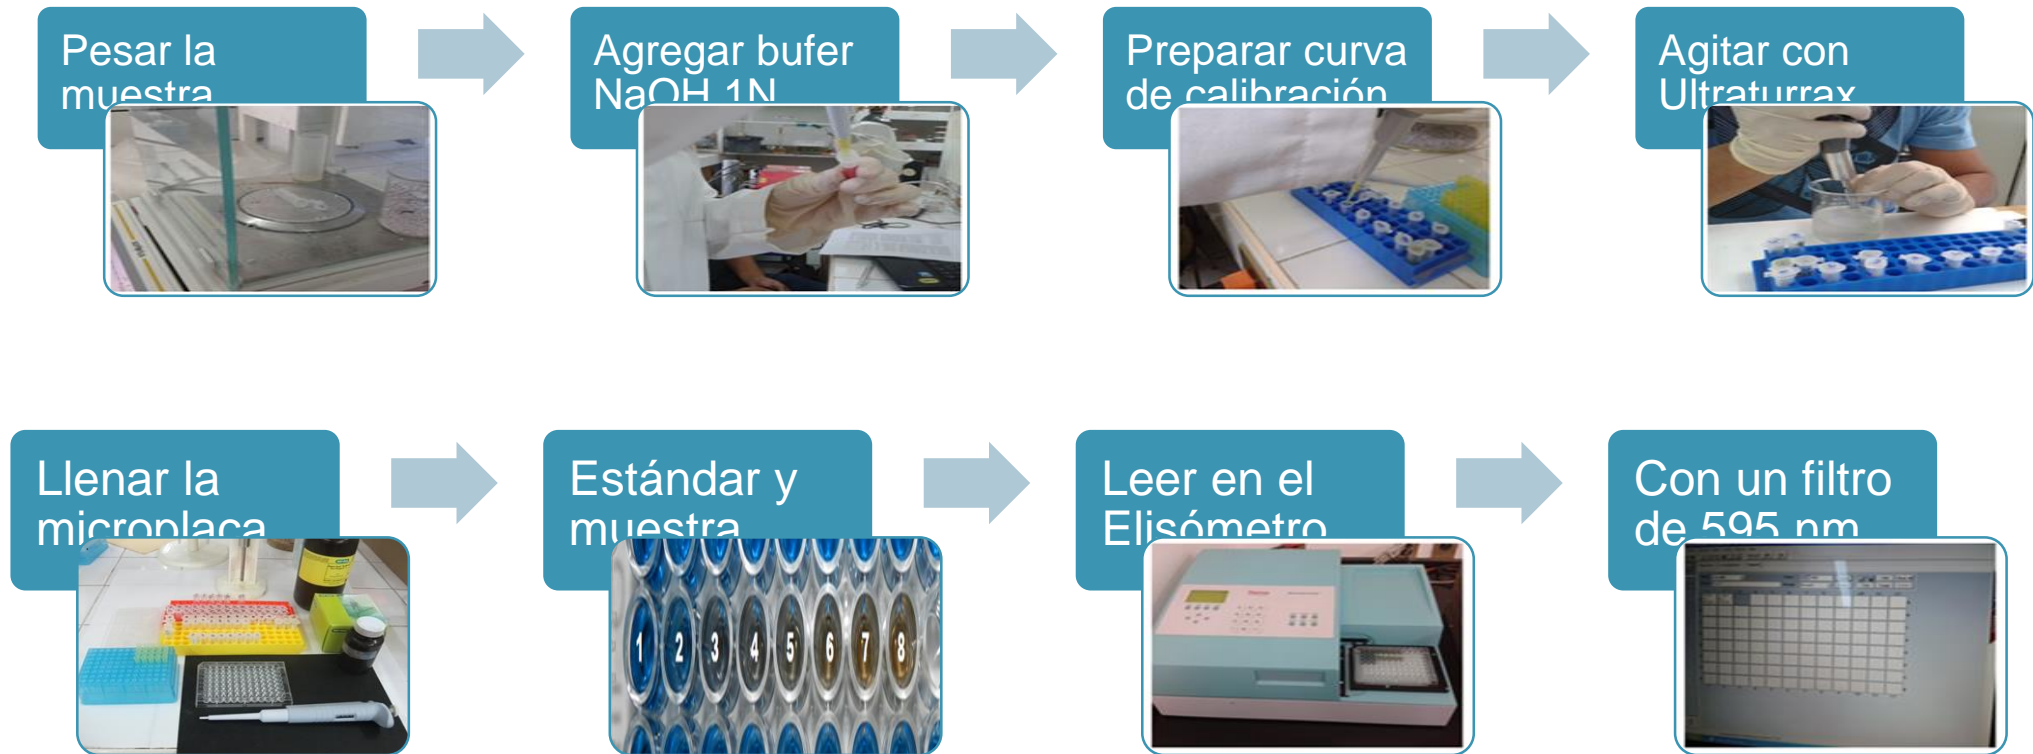 Pesar la
muestra
Agregar bufer
NaOH 1N
Preparar curva
de calibración
Agitar con
Ultraturrax
Llenar la
microplaca
Estándar y
muestra
Leer en el
Elisómetro
Con un filtro
de 595 nm
1 2 3 4 5 6 7 8